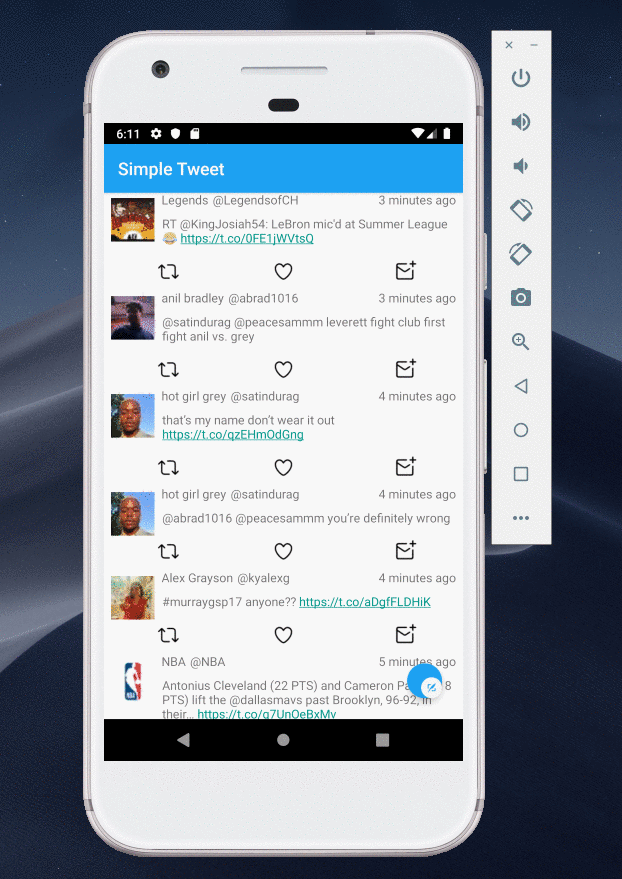 6:11
Simple Tweet
Legends @LegendsofCH 3 minutes ago
RT @KingJosiah54: LeBron mic'd at Summer League
😂 https://t.co/0FE1jWVtsQ
anil bradley @abrad1016 3 minutes ago
@satindurag @peacesammm leverett fight club first
fight anil vs. grey
hot girl grey @satindurag 4 minutes ago
that's my name don't wear it out
https://t.co/qzEHmOdGng
hot girl grey @satindurag 4 minutes ago
@abrad1016 @peacesammm you're definitely wrong
Alex Grayson @kyalexg 4 minutes ago
#murraygsp17 anyone?? https://t.co/aDgfFLDHiK
NBA @NBA 5 minutes ago
Antonius Cleveland (22 PTS) and Cameron 8
PTS) lift the @dallasmavs past Brooklyn, 96-92, in
their… https://t.co/g7UnOeBxMv